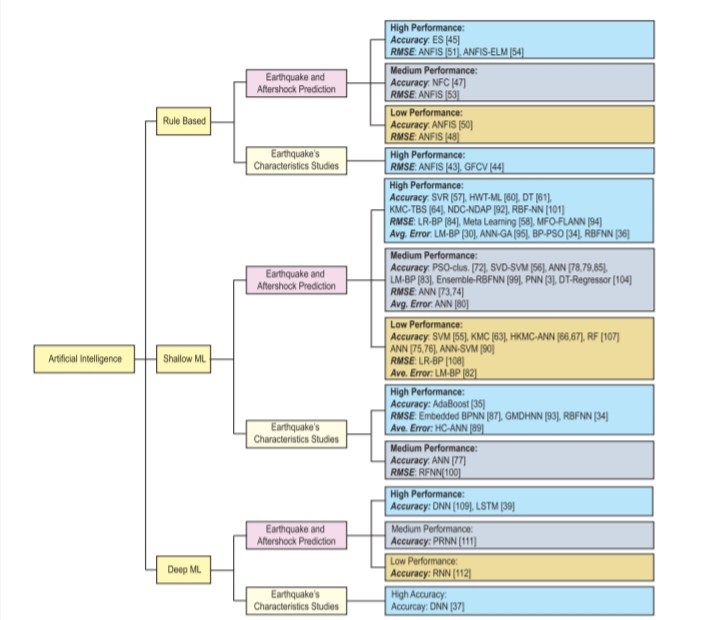 High Performance:
Accuracy: ES [45]
RMSE: ANFIS [51], ANFIS-ELM [54]
Earthquake and
Aftershock Prediction
Medium Performance:
Accuracy: NFC [47]
RMSE: ANFIS [53]
Low Performance:
Accuracy: ANFIS [50]
RMSE: ANFIS [48]
Rule Based
Earthquake's
Characteristics Studies
High Performance:
RMSE: ANFIS [43], GFCV [44]
High Performance:
Accuracy: SVR [57], HWT-ML [60], DT [61],
KMC-TBS [64], NDC-NDAP [92], RBF-NN [101]
RMSE: LR-BP [84], Meta Learning [58], MFO-FLANN [94]
Avg. Error: LM-BP [30], ANN-GA [95], BP-PSO [34], RBFNN [36]
Earthquake and
Aftershock Prediction
Medium Performance:
Accuracy: PSO-clus. [72], SVD-SVM [56], ANN [78,79,85],
LM-BP [83], Ensemble-RBFNN [99], PNN [3], DT-Regressor [104]
RMSE: ANN [73,74]
Avg. Error: ANN [80]
Low Performance:
Accuracy: SVM [55], KMC [63], HKMC-ANN [66,67], RF [107]
ANN [75,76], ANN-SVM [90]
RMSE: LR-BP [108]
Ave. Error: LM-BP [82]
Artificial Intelligence
Shallow ML
High Performance:
Accuracy: AdaBoost [35]
RMSE: Embedded BPNN [87], GMDHNN [93], RBFNN [34]
Ave. Error: HC-ANN [89]
Earthquake's
Characteristics Studies
Medium Performance:
Accuracy: ANN [77]
RMSE: RFNN[100]
High Performance:
Accuracy: DNN [109], LSTM [39]
Earthquake and
Aftershock Prediction
Medium Performance:
Accuracy: PRNN [111]
Low Performance:
Accuracy: RNN [112]
Deep ML
Earthquake's
Characteristics Studies
High Accuracy:
Accurcay: DNN [37]